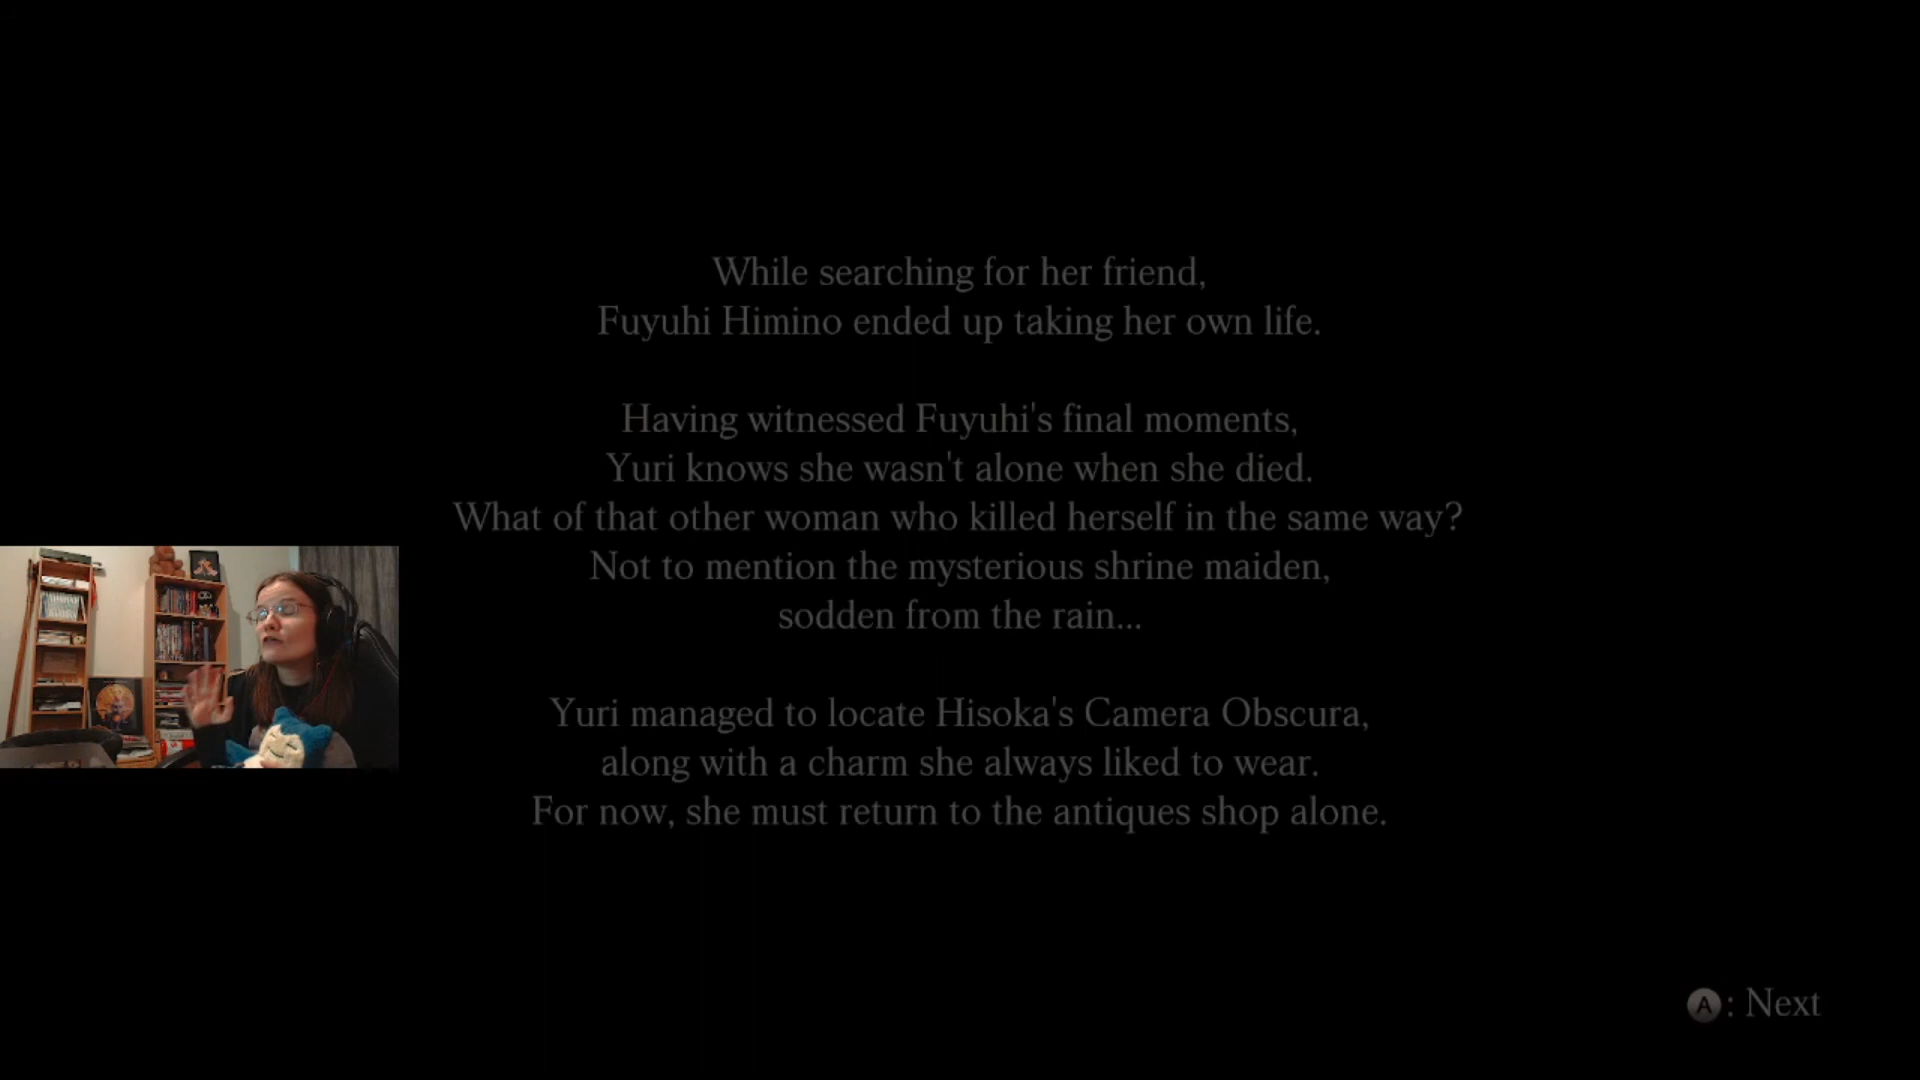 While searching for her friend,
Fuyuhi Himino ended up taking her own life.
Having witnessed Fuyuhi's final moments,
Yuri knows she wasn't alone when she died.
What of that other woman who killed herself in the same way?
Not to mention the mysterious shrine maiden,
sodden from the rain...
Yuri managed to locate Hisoka's Camera Obscura,
along with a charm she always liked to wear.
For now, she must return to the antiques shop alone.
A : Next